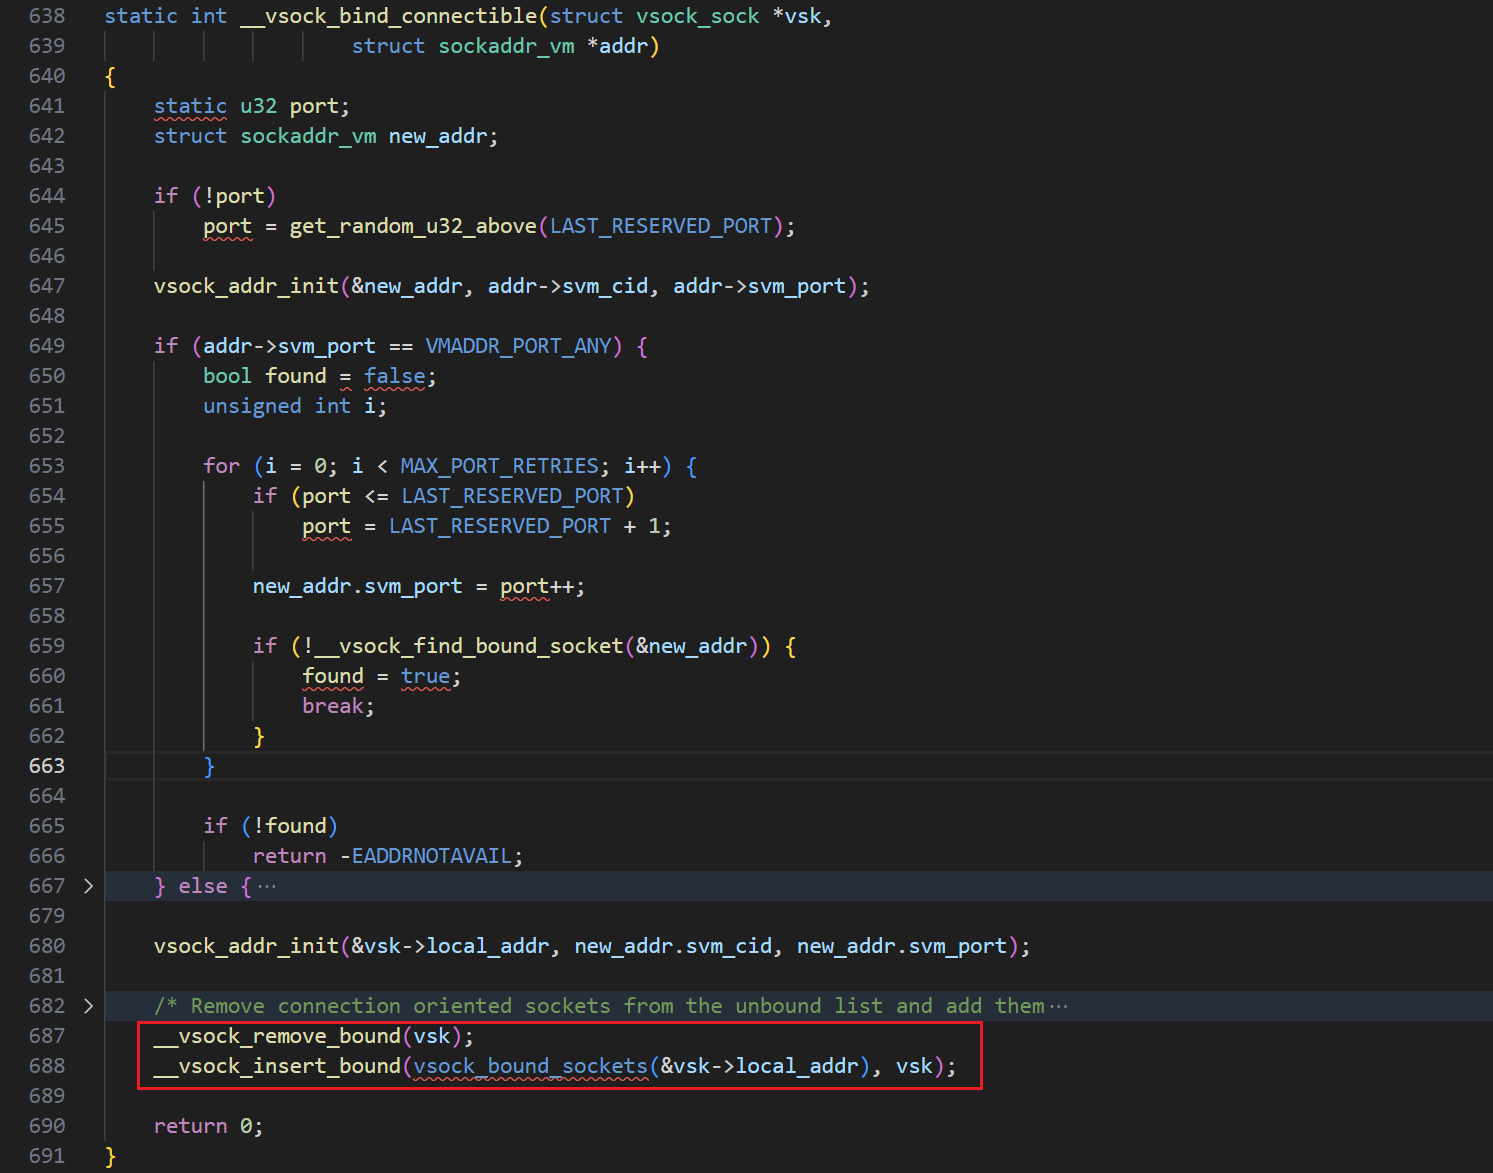 638 static int __vsock_bind_connectible(struct vsock_sock *vsk,
639 struct sockaddr_vm *addr)
640 {
641 static u32 port;
642 struct sockaddr_vm new_addr;
643
644 if (!port)
645 port = get_random_u32_above(LAST_RESERVED_PORT);
646
647 vsock_addr_init(&new_addr, addr->svm_cid, addr->svm_port);
648
649 if (addr->svm_port == VMADDR_PORT_ANY) {
650 bool found = false;
651 unsigned int i;
652
653 for (i = 0; i < MAX_PORT_RETRIES; i++) {
654 if (port <= LAST_RESERVED_PORT)
655 port = LAST_RESERVED_PORT + 1;
656
657 new_addr.svm_port = port++;
658
659 if (!__vsock_find_bound_socket(&new_addr)) {
660 found = true;
661 break;
662 }
663 }
664
665 if (!found)
666 return -EADDRNOTAVAIL;
667 > } else {···
679
680 vsock_addr_init(&vsk->local_addr, new_addr.svm_cid, new_addr.svm_port);
681
682 > /* Remove connection oriented sockets from the unbound list and add them···
687 __vsock_remove_bound(vsk);
688 __vsock_insert_bound(vsock_bound_sockets(&vsk->local_addr), vsk);
689
690 return 0;
691 }